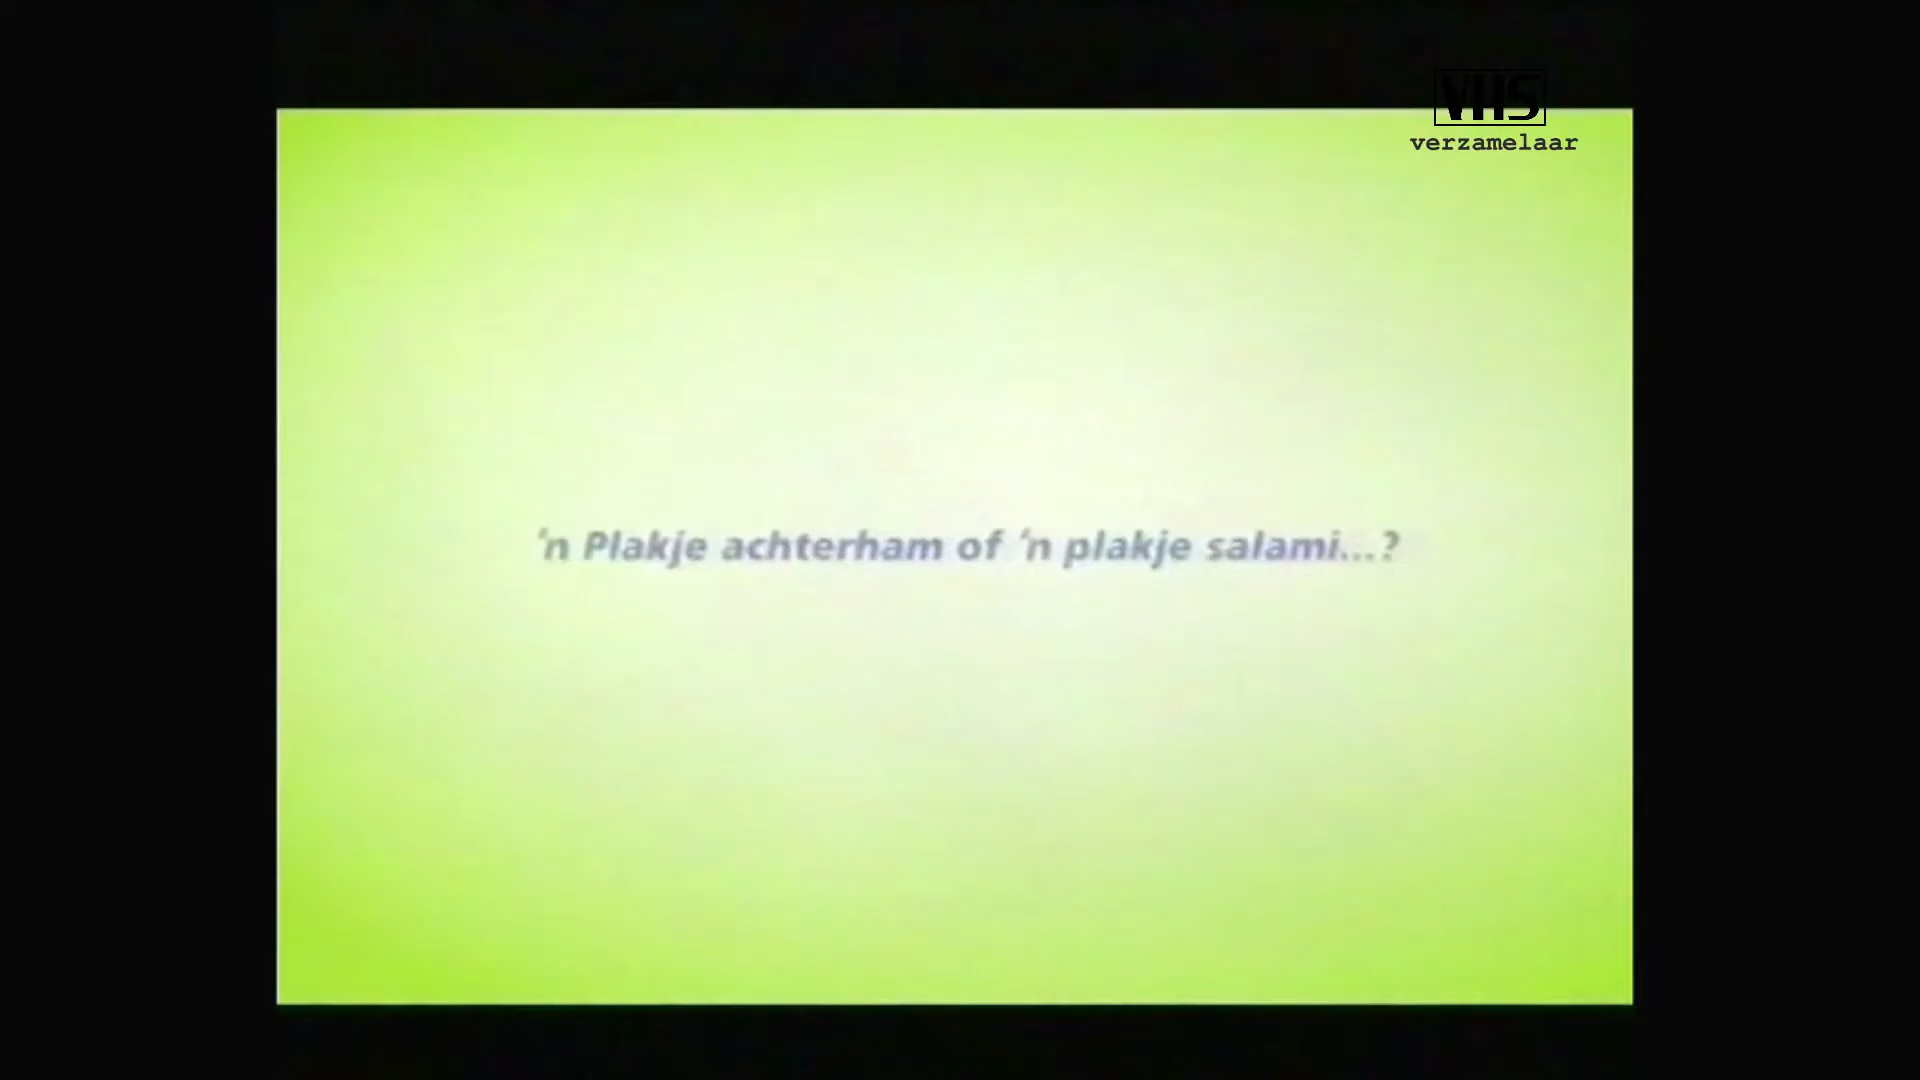 VHS
verzamelaar
‘n Plakje achterham of ‘n plakje salami...?